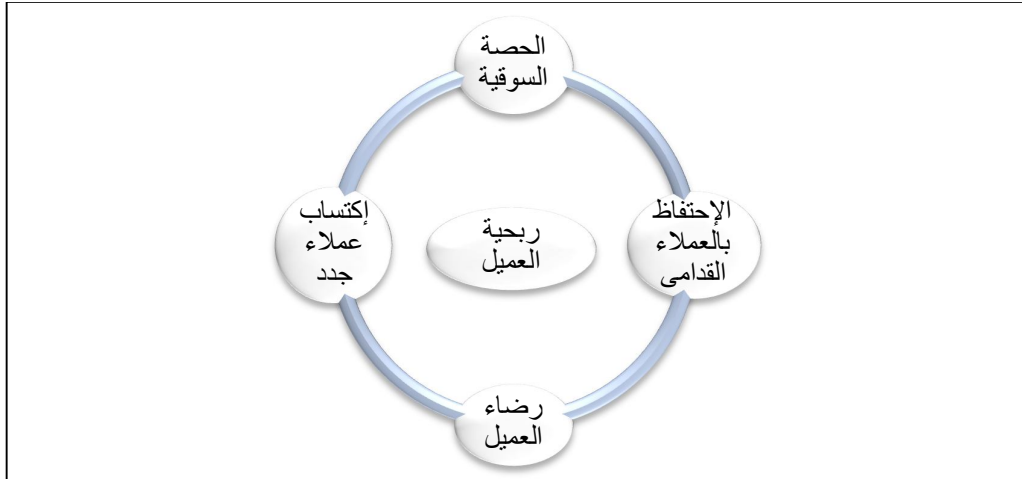 الحصة
السوقية
الإحتفاظ
بالعملاء
القدامى
ربحية
العميل
إكتساب
عملاء
جدد
رضاء
العميل